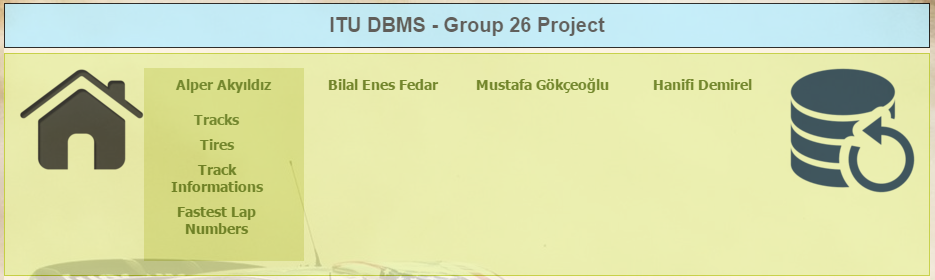 ITU DBMS - Group 26 Project
Alper Akyıldız Bilal Enes Fedar Mustafa Gökçeoğlu Hanifi Demirel
Tracks
Tires
Track
Informations
Fastest Lap
Numbers